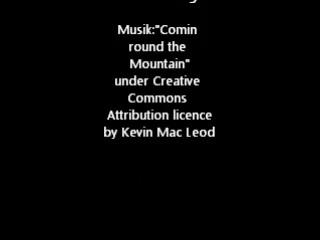 Musik:"Comin
round the
Mountain"
under Creative
Commons
Attribution licence
by Kevin Mac Leod